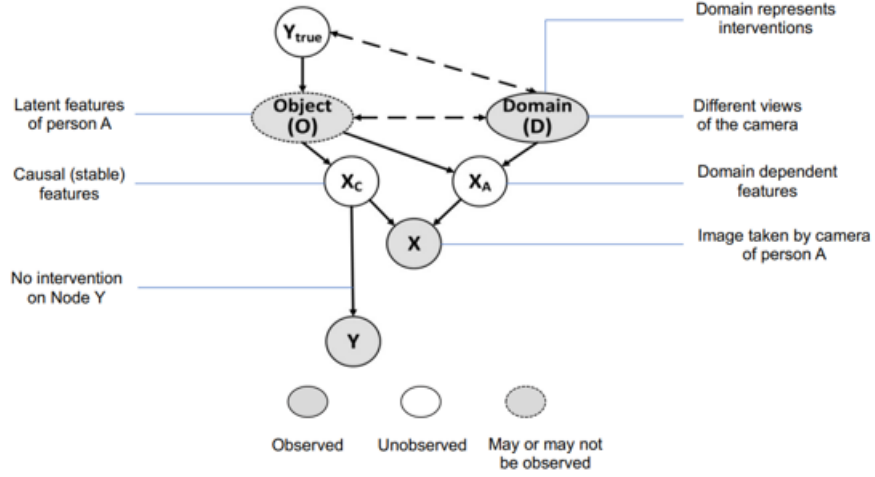 Domain represents
interventions
Y_true
Latent features
of person A
Object
(O)
Domain
(D)
Different views
of the camera
Causal (stable)
features
X_C
X_A
Domain dependent
features
X
Image taken by camera
of person A
No intervention
on Node Y
Y
Observed
Unobserved
May or may not
be observed